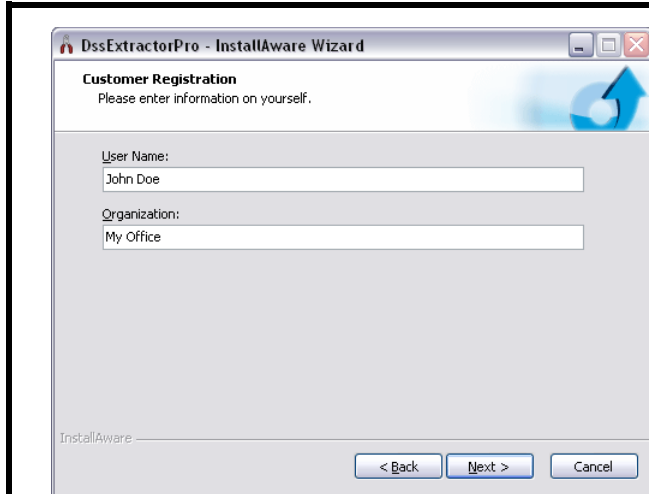 DssExtractorPro - InstallAware Wizard
Customer Registration
Please enter information on yourself.
User Name:
John Doe
Organization:
My Office
InstallAware
< Back Next > Cancel